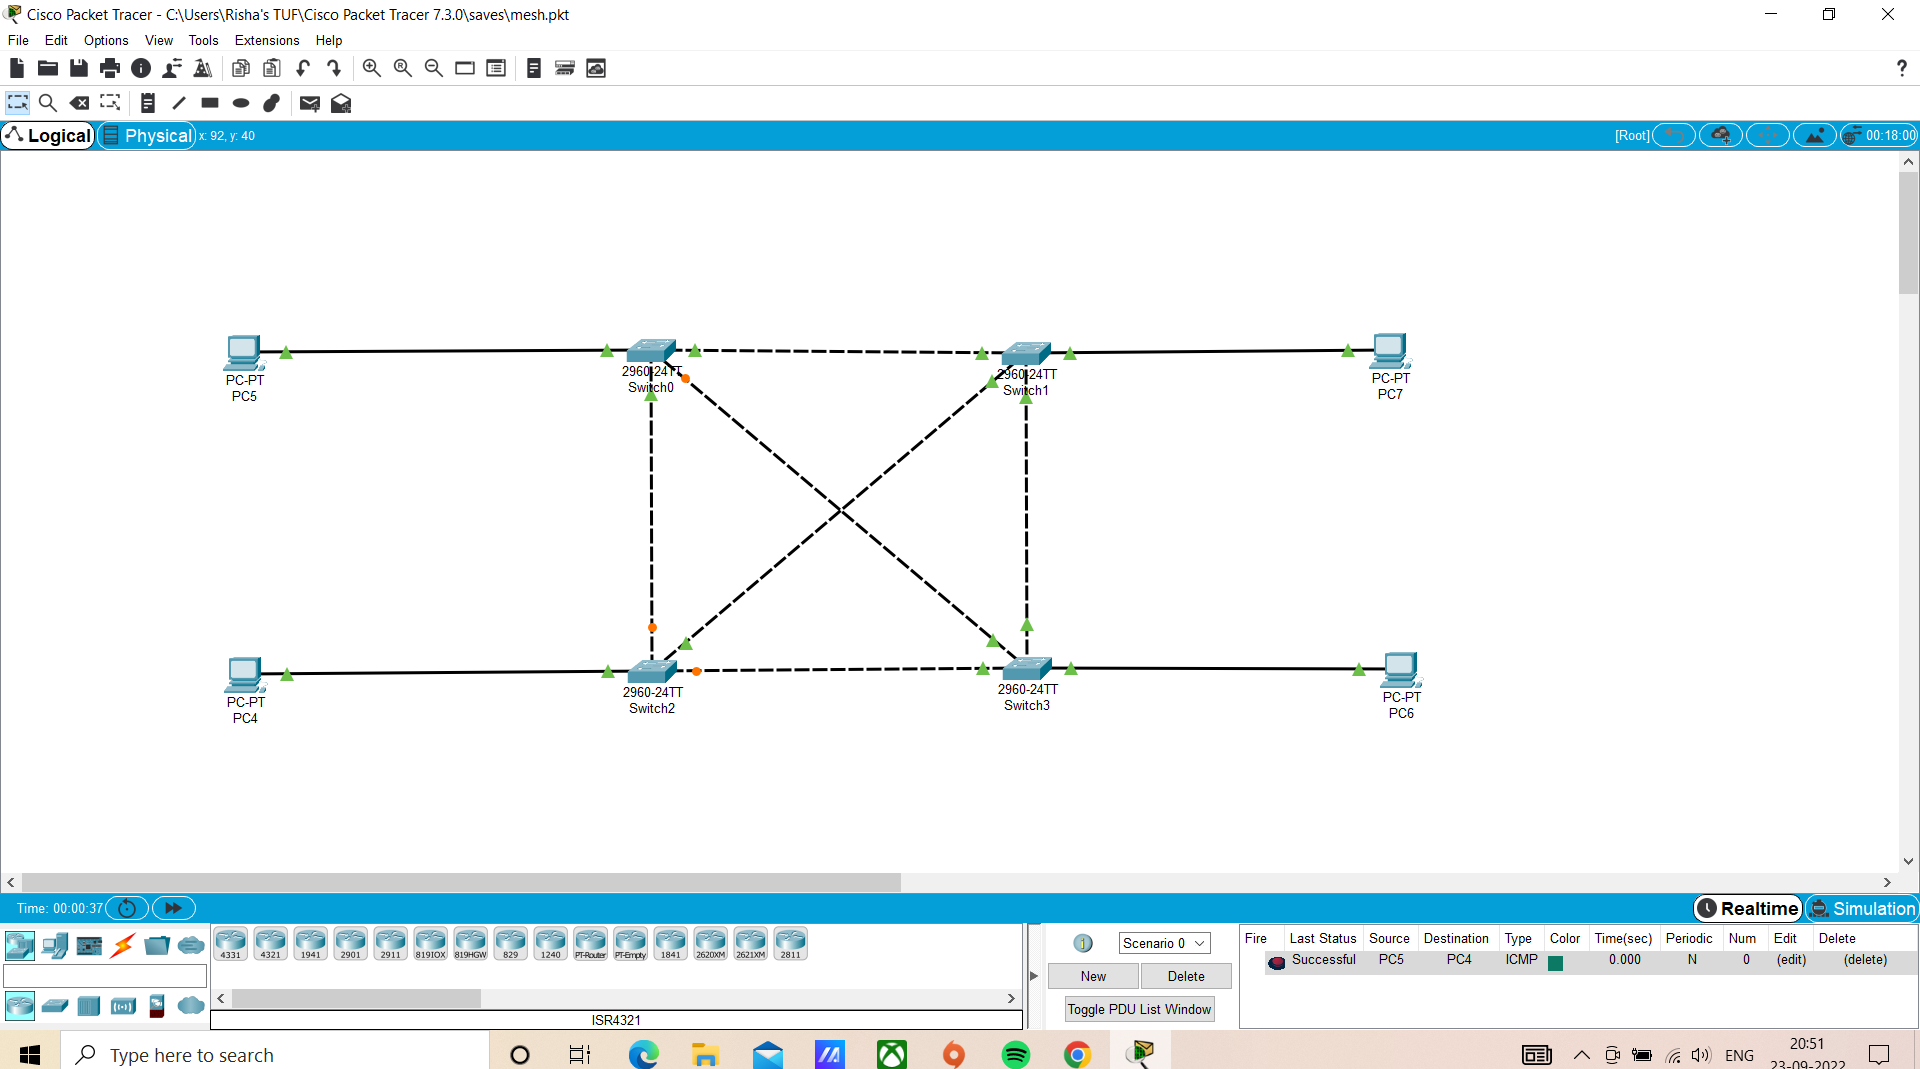 Cisco Packet Tracer - C:\Users\Risha's TUF\Cisco Packet Tracer 7.3.0\saves\mesh.pkt
File Edit Options View Tools Extensions Help
?
Logical Physical x: 92, y: 40 [Root] 00:18:00
PC-PT
PC5
2960-24TT
Switch0
2960-24TT
Switch1
PC-PT
PC7
PC-PT
PC4
2960-24TT
Switch2
2960-24TT
Switch3
PC-PT
PC6
Time: 00:00:37 Realtime Simulation
4331 4321 1941 2901 2911 819IOX 819HGW 829 1240 PT-Router PT-Empty 1841 2620XM 2621XM 2811
ISR4321
Scenario 0
New Delete
Toggle PDU List Window
Fire Last Status Source Destination Type Color Time(sec) Periodic Num Edit Delete
Successful PC5 PC4 ICMP 0.000 N 0 (edit) (delete)
Type here to search
ENG
20:51
23-09-2022